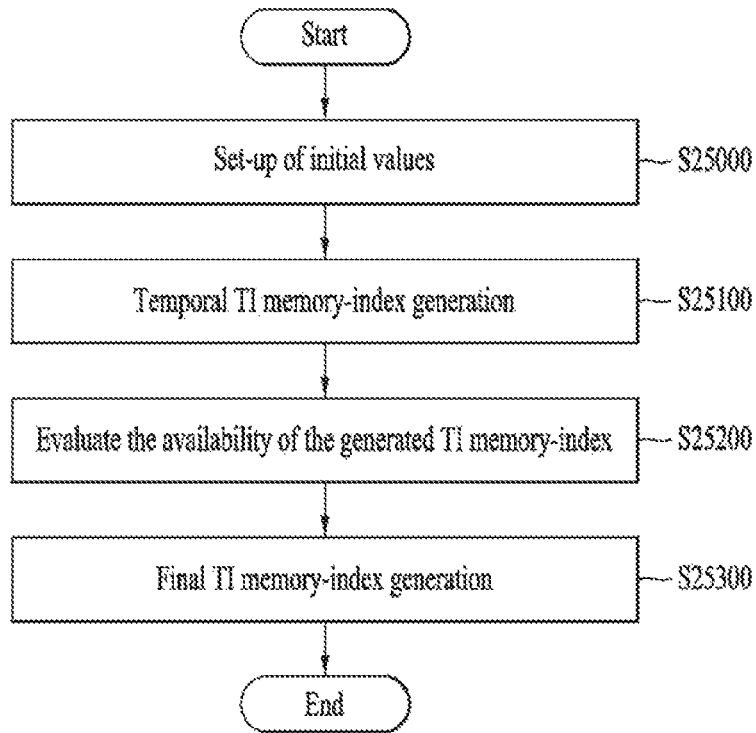 Start
Set-up of initial values
S25000
Temporal TI memory-index generation
S25100
Evaluate the availability of the generated TI memory-index
S25200
Final TI memory-index generation
S25300
End